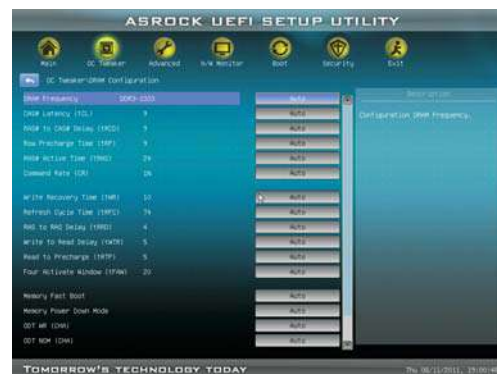 ASROCK UEFI SETUP UTILITY
Main OC Tweaker Advanced H/W Monitor Boot Security Exit
OC Tweaker\DRAM Configuration
Description
DRAM Frequency DDR3-1333 Auto
Configuration DRAM Frequency.
CAS# Latency (tCL) 9 Auto
RAS# to CAS# Delay (tRCD) 9 Auto
Row Precharge Time (tRP) 9 Auto
RAS# Active Time (tRAS) 24 Auto
Command Rate (CR) 1N Auto
Write Recovery Time (tWR) 10 Auto
Refresh Cycle Time (tRFC) 74 Auto
RAS to RAS Delay (tRRD) 4 Auto
Write to Read Delay (tWTR) 5 Auto
Read to Precharge (tRTP) 5 Auto
Four Activate Window (tFAW) 20 Auto
Memory Fast Boot Auto
Memory Power Down Mode Auto
ODT WR (CHA) Auto
ODT NOM (CHA) Auto
TOMORROW'S TECHNOLOGY TODAY
Thu 08/11/2011,